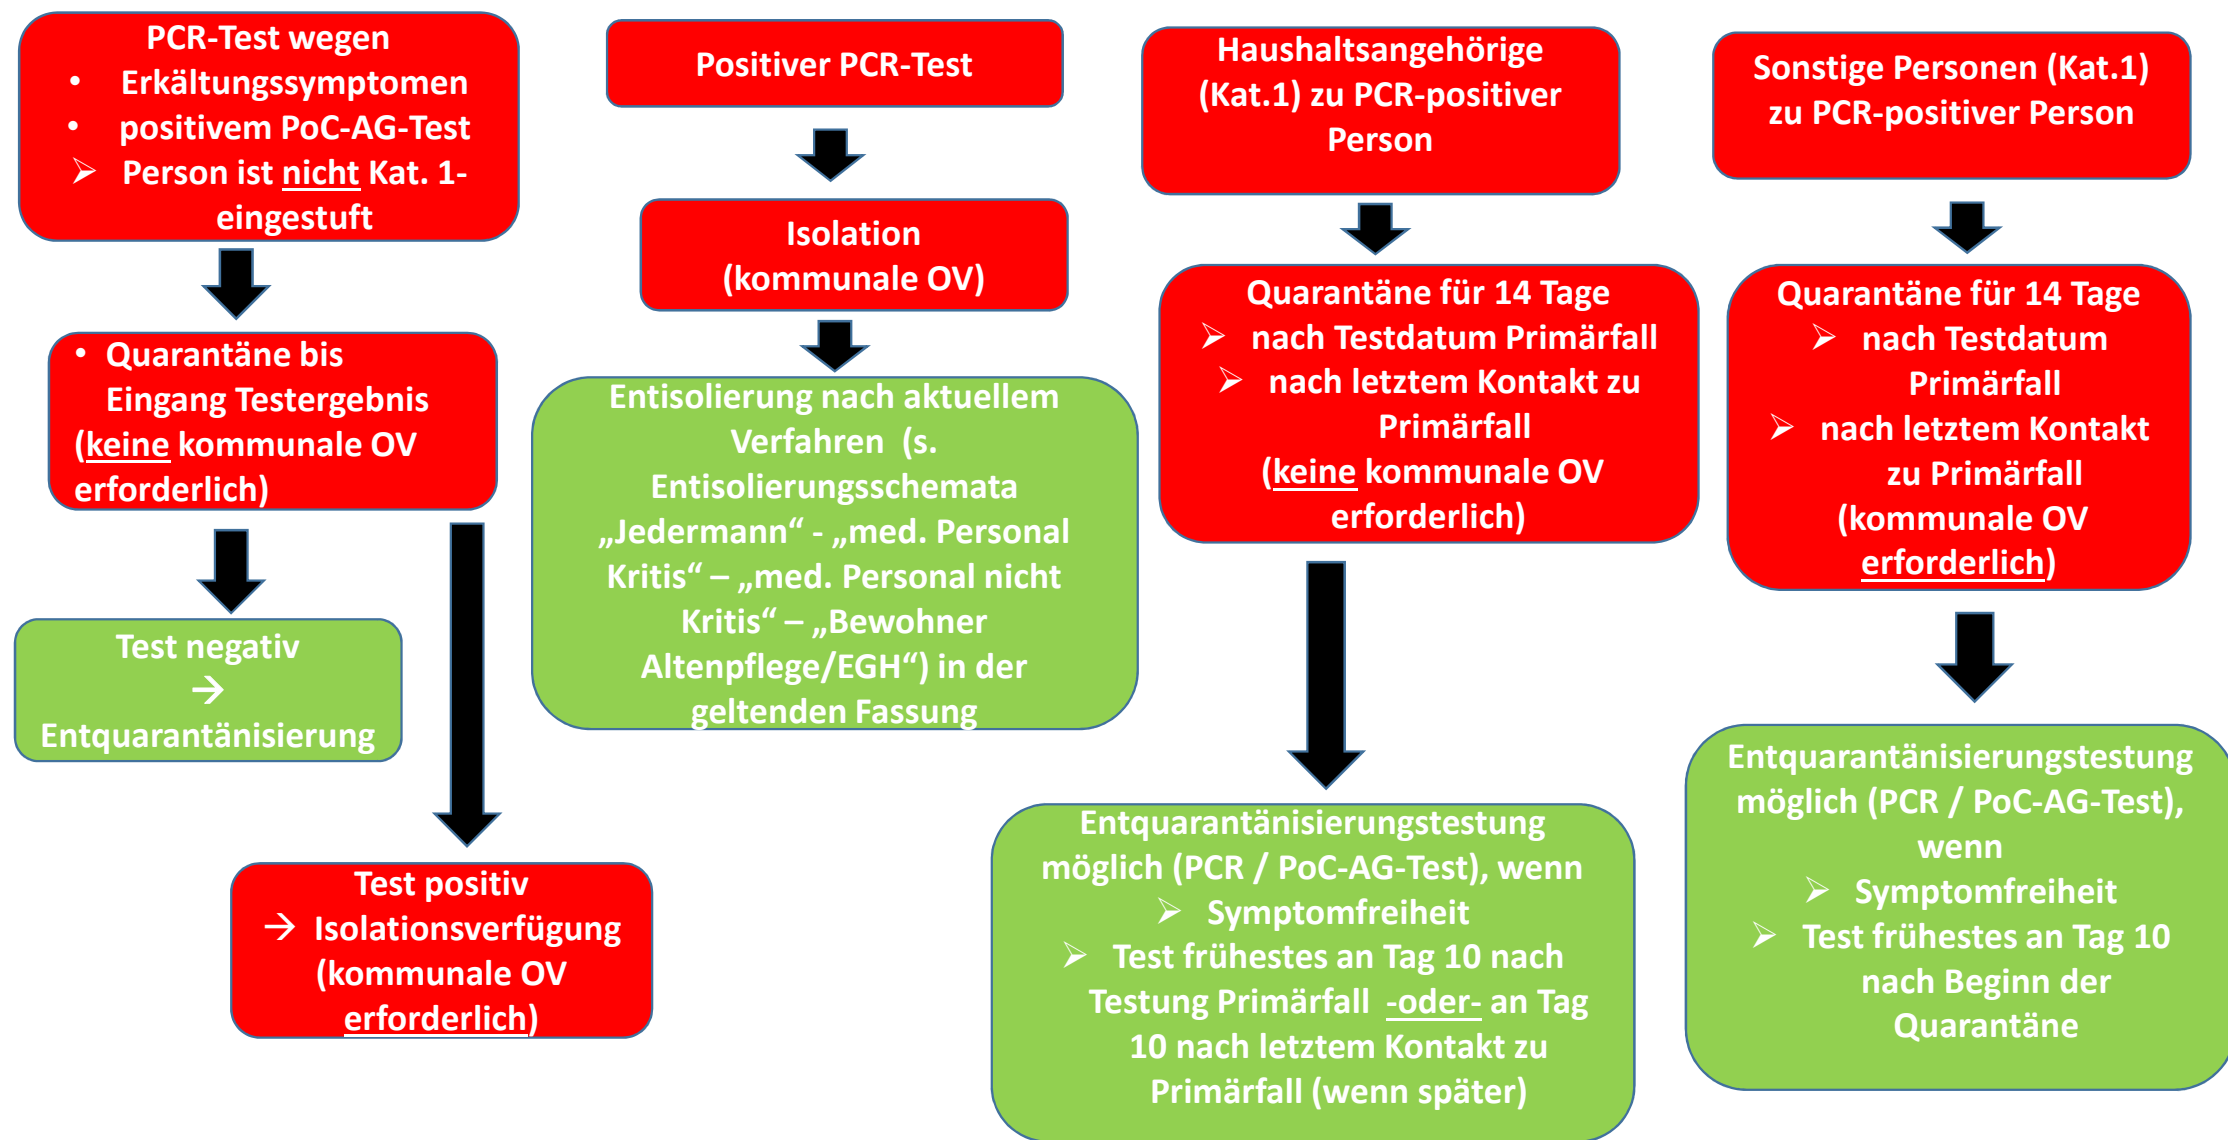 PCR-Test wegen
• Erkältungssymptomen
• positivem PoC-AG-Test
➢ Person ist nicht Kat. 1-
eingestuft
• Quarantäne bis
Eingang Testergebnis
(keine kommunale OV
erforderlich)
Test negativ
→
Entquarantänisierung
Test positiv
→ Isolationsverfügung
(kommunale OV
erforderlich)
Positiver PCR-Test
Isolation
(kommunale OV)
Entisolierung nach aktuellem
Verfahren (s.
Entisolierungsschemata
„Jedermann“ - „med. Personal
Kritis“ – „med. Personal nicht
Kritis“ – „Bewohner
Altenpflege/EGH“) in der
geltenden Fassung
Haushaltsangehörige
(Kat.1) zu PCR-positiver
Person
Quarantäne für 14 Tage
➢ nach Testdatum Primärfall
➢ nach letztem Kontakt zu
Primärfall
(keine kommunale OV
erforderlich)
Entquarantänisierungstestung
möglich (PCR / PoC-AG-Test), wenn
➢ Symptomfreiheit
➢ Test frühestes an Tag 10 nach
Testung Primärfall -oder- an Tag
10 nach letztem Kontakt zu
Primärfall (wenn später)
Sonstige Personen (Kat.1)
zu PCR-positiver Person
Quarantäne für 14 Tage
➢ nach Testdatum
Primärfall
➢ nach letztem Kontakt
zu Primärfall
(kommunale OV
erforderlich)
Entquarantänisierungstestung
möglich (PCR / PoC-AG-Test),
wenn
➢ Symptomfreiheit
➢ Test frühestes an Tag 10
nach Beginn der
Quarantäne